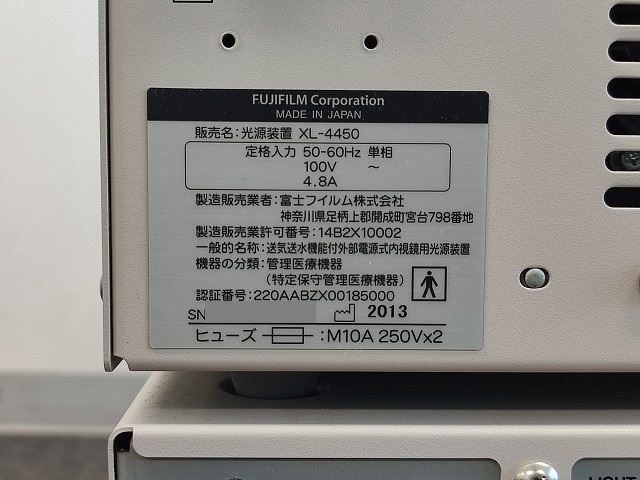 FUJIFILM Corporation
MADE IN JAPAN
販売名:光源装置 XL-4450
定格入力 50-60Hz 単相
100V ~
4.8A
製造販売業者:富士フイルム株式会社
神奈川県足柄上郡開成町宮台798番地
製造販売業許可番号:14B2X10002
一般的名称:送気送水機能付外部電源式内視鏡用光源装置
機器の分類:管理医療機器
(特定保守管理医療機器)
認証番号:220AABZX00185000
SN
2013
ヒューズ :M10A 250Vx2
LIGHT